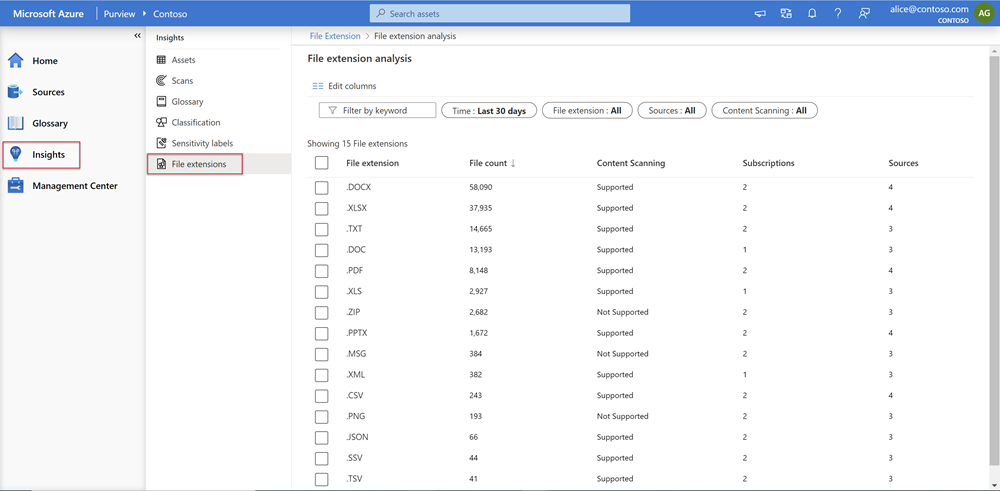 Microsoft Azure Purview Contoso Search assets alice@contoso.com CONTOSO AG
Home
Sources
Glossary
Insights
Management Center
Insights
Assets
Scans
Glossary
Classification
Sensitivity labels
File extensions
File Extension > File extension analysis
File extension analysis
Edit columns
Filter by keyword Time : Last 30 days File extension : All Sources : All Content Scanning : All
Showing 15 File extensions
File extension File count ↓ Content Scanning Subscriptions Sources
.DOCX 58,090 Supported 2 4
.XLSX 37,935 Supported 2 4
.TXT 14,665 Supported 2 3
.DOC 13,193 Supported 1 3
.PDF 8,148 Supported 2 4
.XLS 2,927 Supported 1 3
.ZIP 2,682 Not Supported 2 3
.PPTX 1,672 Supported 2 4
.MSG 384 Not Supported 2 3
.XML 382 Supported 1 3
.CSV 243 Supported 2 4
.PNG 193 Not Supported 2 3
.JSON 66 Supported 2 3
.SSV 44 Supported 2 3
.TSV 41 Supported 2 3